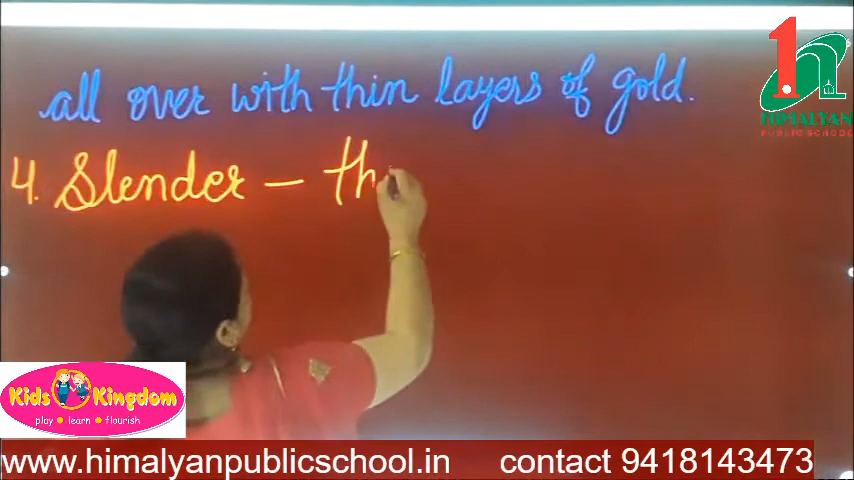 all over with thin layers of gold.
4. Slender – th
1h
HIMALYAN
PUBLIC SCHOOL
Kids Kingdom
play learn flourish
www.himalyanpublicschool.in contact 9418143473